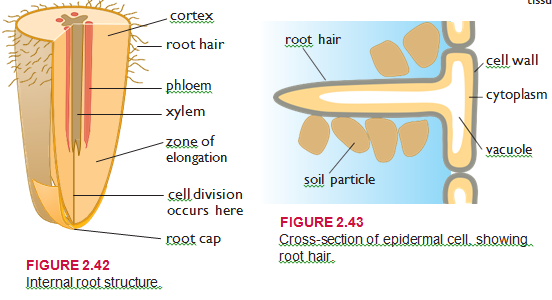 tissu
cortex
root hair
phloem
xylem
zone of
elongation
cell division
occurs here
root cap
FIGURE 2.42
Internal root structure.
root hair
cell wall
cytoplasm
vacuole
soil particle
FIGURE 2.43
Cross-section of epidermal cell, showing
root hair.